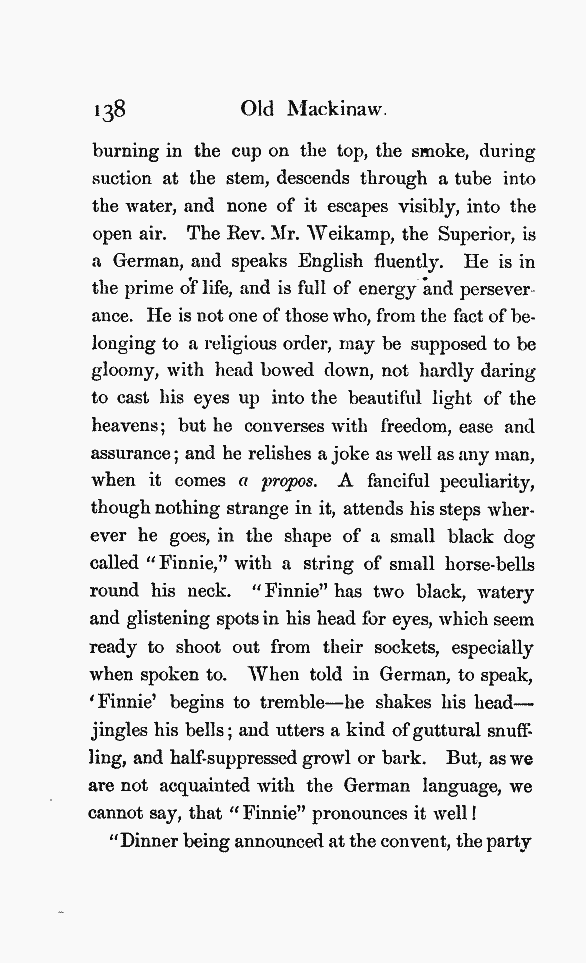 138 Old Mackinaw.
burning in the cup on the top, the smoke, during
suction at the stem, descends through a tube into
the water, and none of it escapes visibly, into the
open air. The Rev. Mr. Weikamp, the Superior, is
a German, and speaks English fluently. He is in
the prime of life, and is full of energy and persever-
ance. He is not one of those who, from the fact of be-
longing to a religious order, may be supposed to be
gloomy, with head bowed down, not hardly daring
to cast his eyes up into the beautiful light of the
heavens; but he converses with freedom, ease and
assurance; and he relishes a joke as well as any man,
when it comes a propos. A fanciful peculiarity,
though nothing strange in it, attends his steps wher-
ever he goes, in the shape of a small black dog
called "Finnie," with a string of small horse-bells
round his neck. "Finnie" has two black, watery
and glistening spots in his head for eyes, which seem
ready to shoot out from their sockets, especially
when spoken to. When told in German, to speak,
'Finnie' begins to tremble—he shakes his head—
jingles his bells; and utters a kind of guttural snuff-
ling, and half-suppressed growl or bark. But, as we
are not acquainted with the German language, we
cannot say, that "Finnie" pronounces it well!
"Dinner being announced at the convent, the party